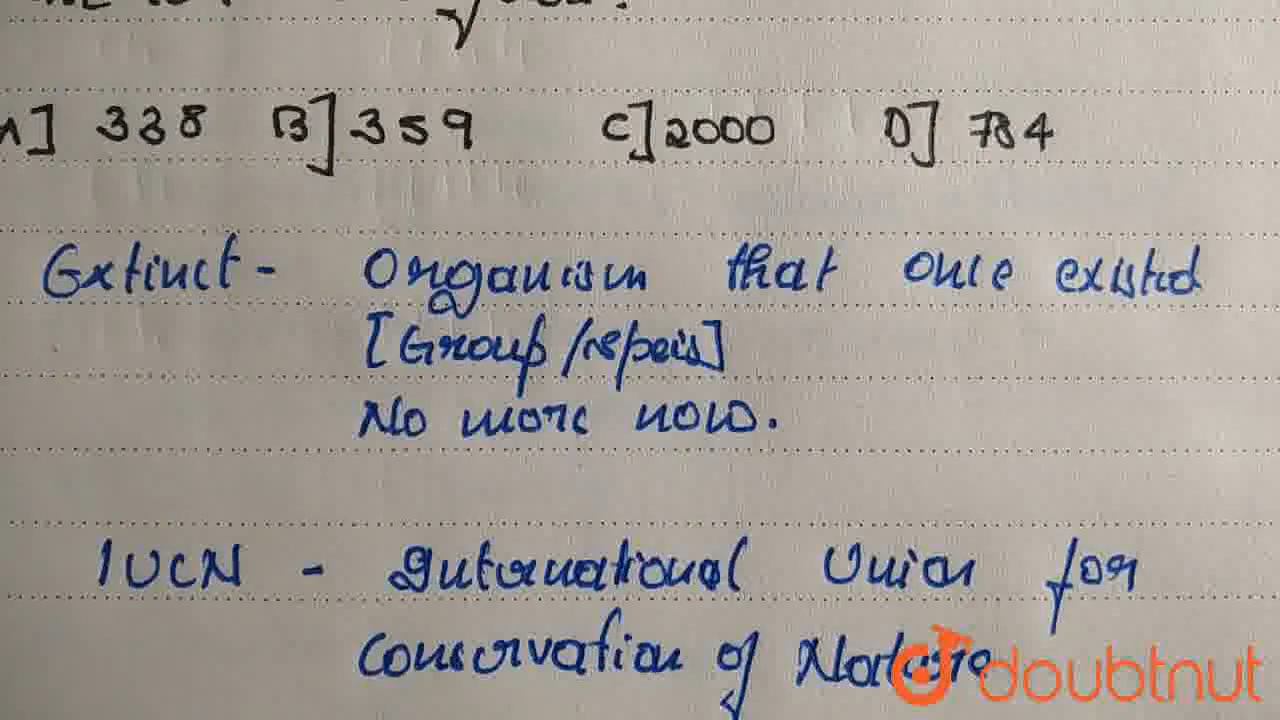 A] 338 B] 359 C] 2000 D] 784
Extinct - Organism that once existed
[Group /
No more now.
IUCN - International Union for
conservation of Nature
doubtnut